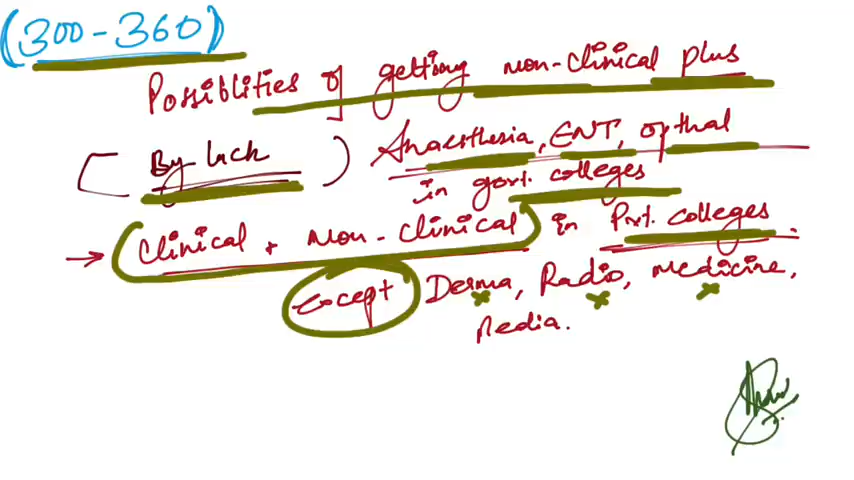 (300-360)
Possiblities of getting non-clinical plus
[By luck) Anaesthesia, ENT, opthal
in govt. colleges
→ Clinical + Non-clinical in Prt. colleges.
Except Derma, Radio, medicine,
Pedia.